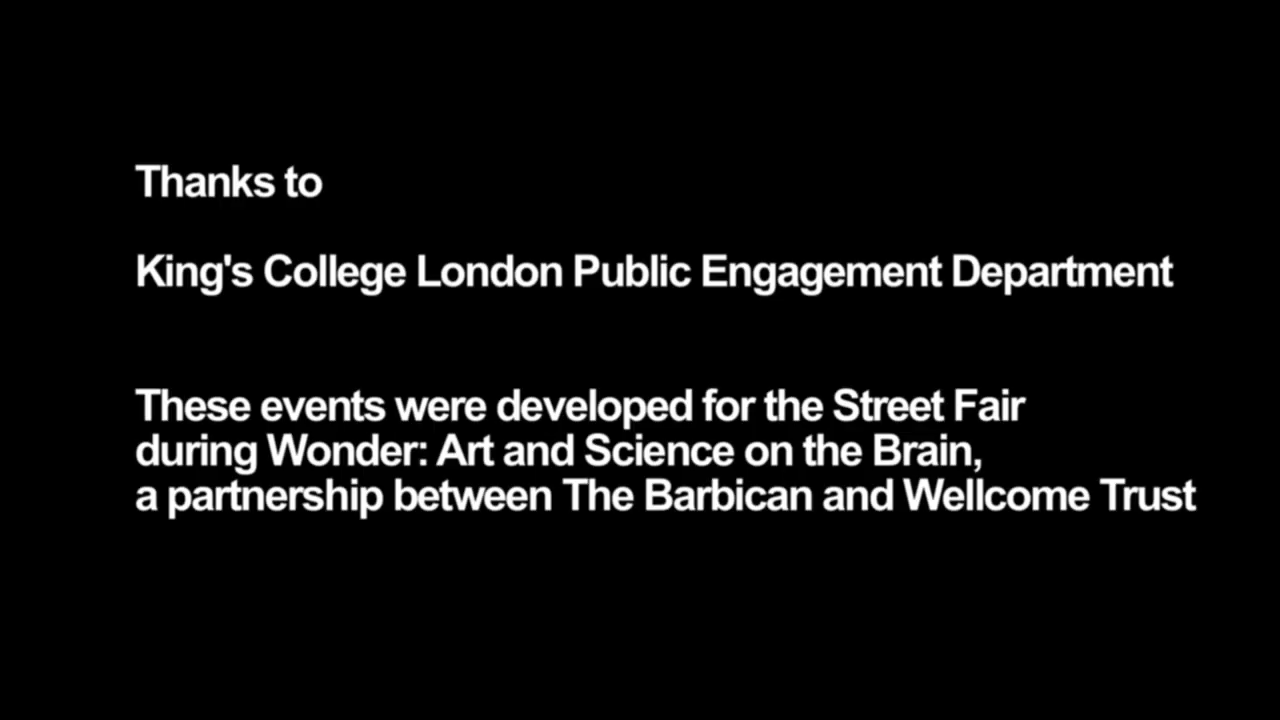 Thanks to
King's College London Public Engagement Department
These events were developed for the Street Fair
during Wonder: Art and Science on the Brain,
a partnership between The Barbican and Wellcome Trust